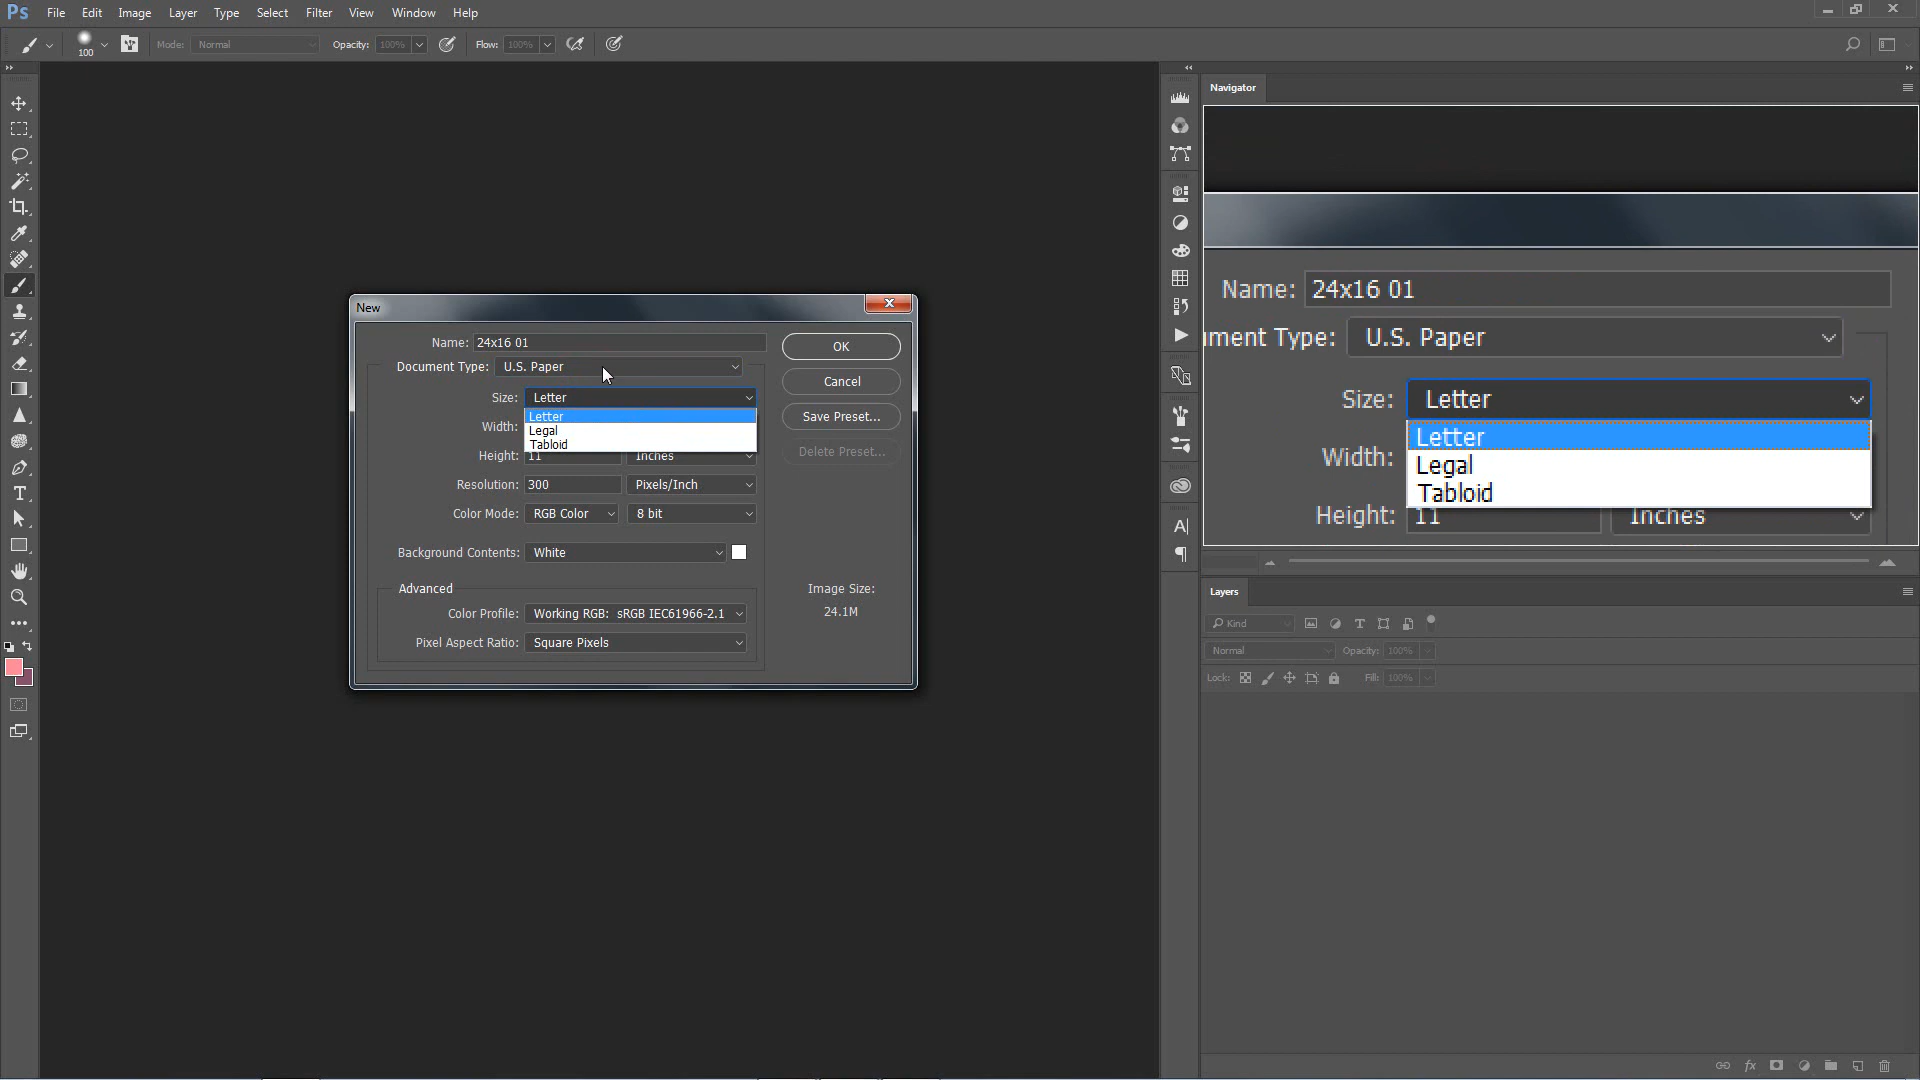 Ps File Edit Image Layer Type Select Filter View Window Help
100 Mode: Normal Opacity: 100% Flow: 100%
Navigator
New
Name: 24x16 01
Document Type: U.S. Paper
Size: Letter
Letter
Legal
Tabloid
Width:
Height: 11 Inches
Resolution: 300 Pixels/Inch
Color Mode: RGB Color 8 bit
Background Contents: White
Advanced
Color Profile: Working RGB: sRGB IEC61966-2.1
Pixel Aspect Ratio: Square Pixels
OK
Cancel
Save Preset...
Delete Preset...
Image Size:
24.1M
Name: 24x16 01
ment Type: U.S. Paper
Size: Letter
Letter
Legal
Tabloid
Width:
Height: 11 Inches
Layers
Kind
Normal Opacity: 100%
Lock: Fill: 100%
fx